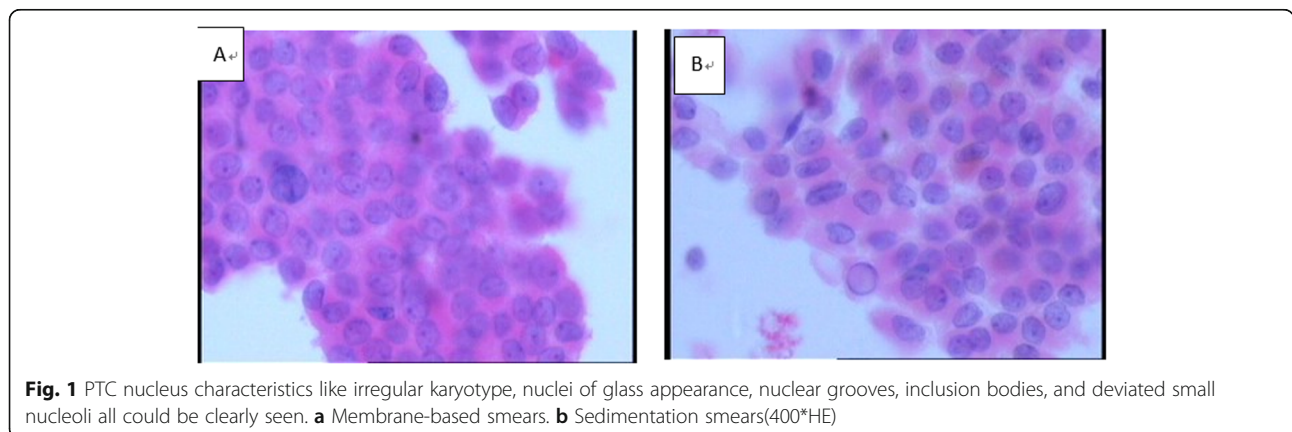 A↵
B↵
Fig. 1 PTC nucleus characteristics like irregular karyotype, nuclei of glass appearance, nuclear grooves, inclusion bodies, and deviated small
nucleoli all could be clearly seen. a Membrane-based smears. b Sedimentation smears(400*HE)